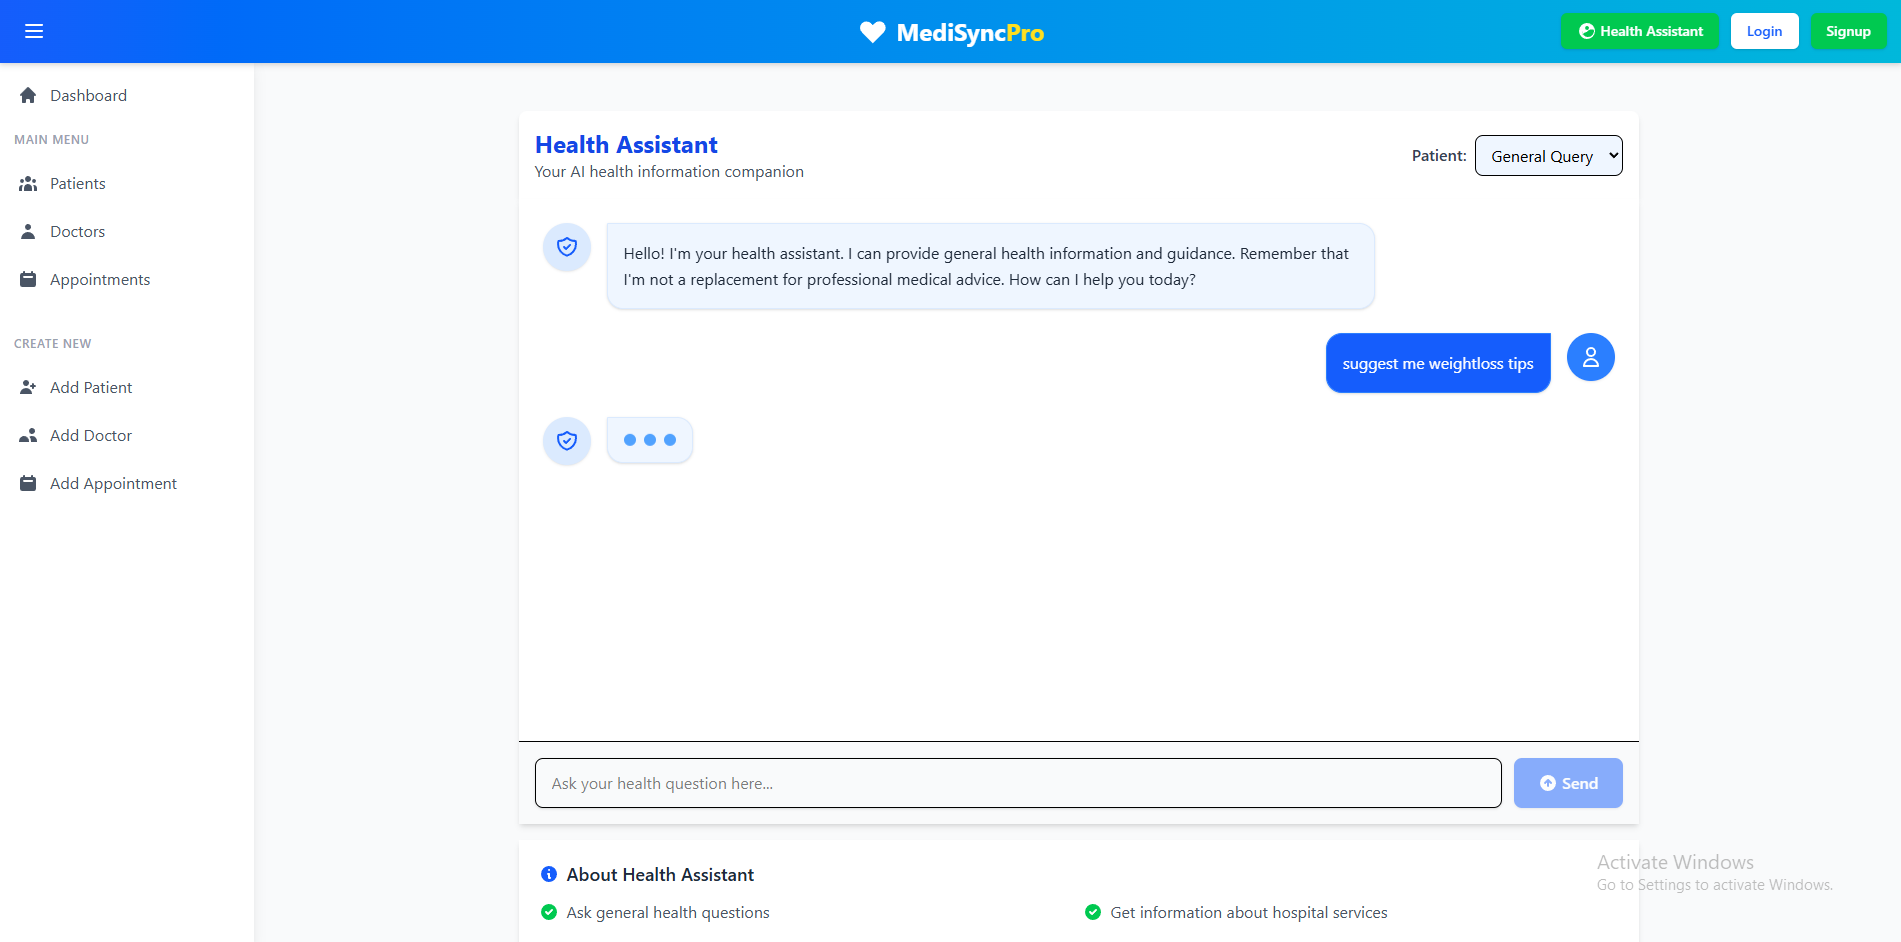 MediSyncPro
Health Assistant
Login
Signup
Dashboard
MAIN MENU
Patients
Doctors
Appointments
CREATE NEW
Add Patient
Add Doctor
Add Appointment
Health Assistant
Your AI health information companion
Patient:
General Query
Hello! I'm your health assistant. I can provide general health information and guidance. Remember that
I'm not a replacement for professional medical advice. How can I help you today?
suggest me weightloss tips
Ask your health question here...
Send
About Health Assistant
Ask general health questions
Get information about hospital services
Activate Windows
Go to Settings to activate Windows.